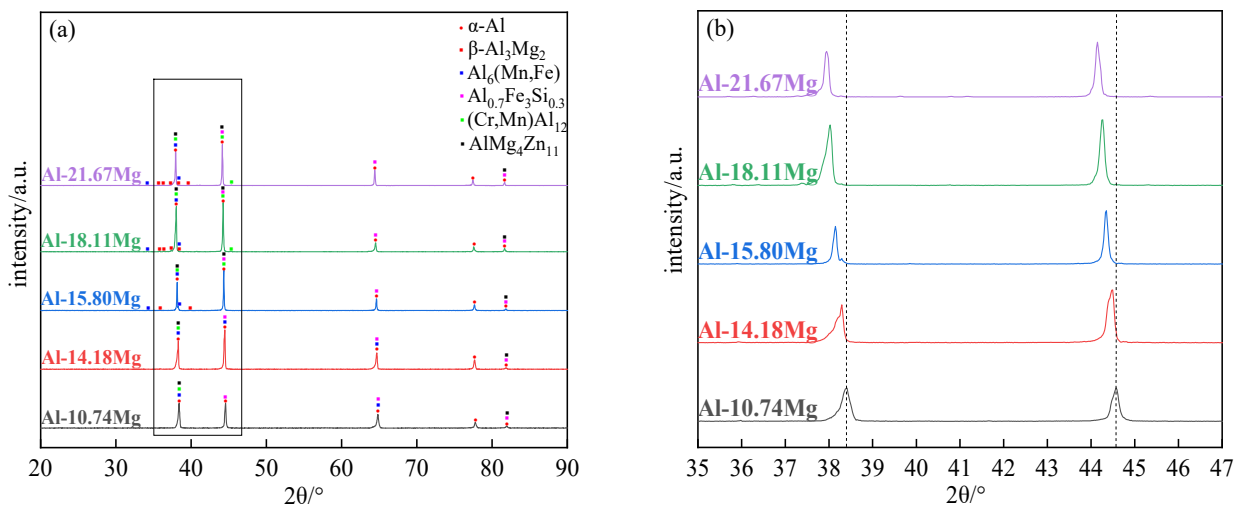 (a)
α-Al
β-Al₃Mg₂
Al₆(Mn,Fe)
Al₀.₇Fe₃Si₀.₃
(Cr,Mn)Al₁₂
AlMg₄Zn₁₁
Al-21.67Mg
Al-18.11Mg
Al-15.80Mg
Al-14.18Mg
Al-10.74Mg
intensity/a.u.
20 30 40 50 60 70 80 90
2θ/°
(b)
Al-21.67Mg
Al-18.11Mg
Al-15.80Mg
Al-14.18Mg
Al-10.74Mg
intensity/a.u.
35 36 37 38 39 40 41 42 43 44 45 46 47
2θ/°